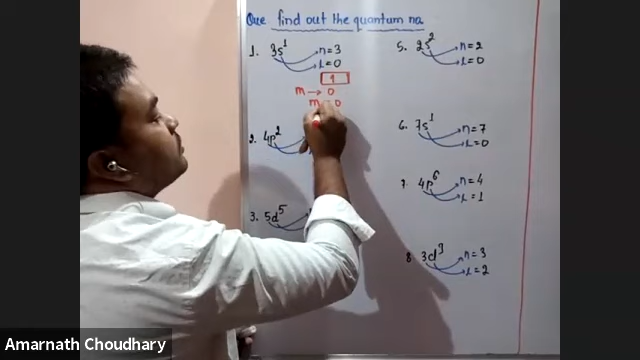 Que find out the quantum no.
1. 3s¹ n=3
l=0
1
m → 0
m = 0
2. 4p²
3. 5d⁵
5. 2s² n=2
l=0
6. 7s¹ n=7
l=0
7. 4p⁶ n=4
l=1
8 3d³ n=3
l=2
Amarnath Choudhary